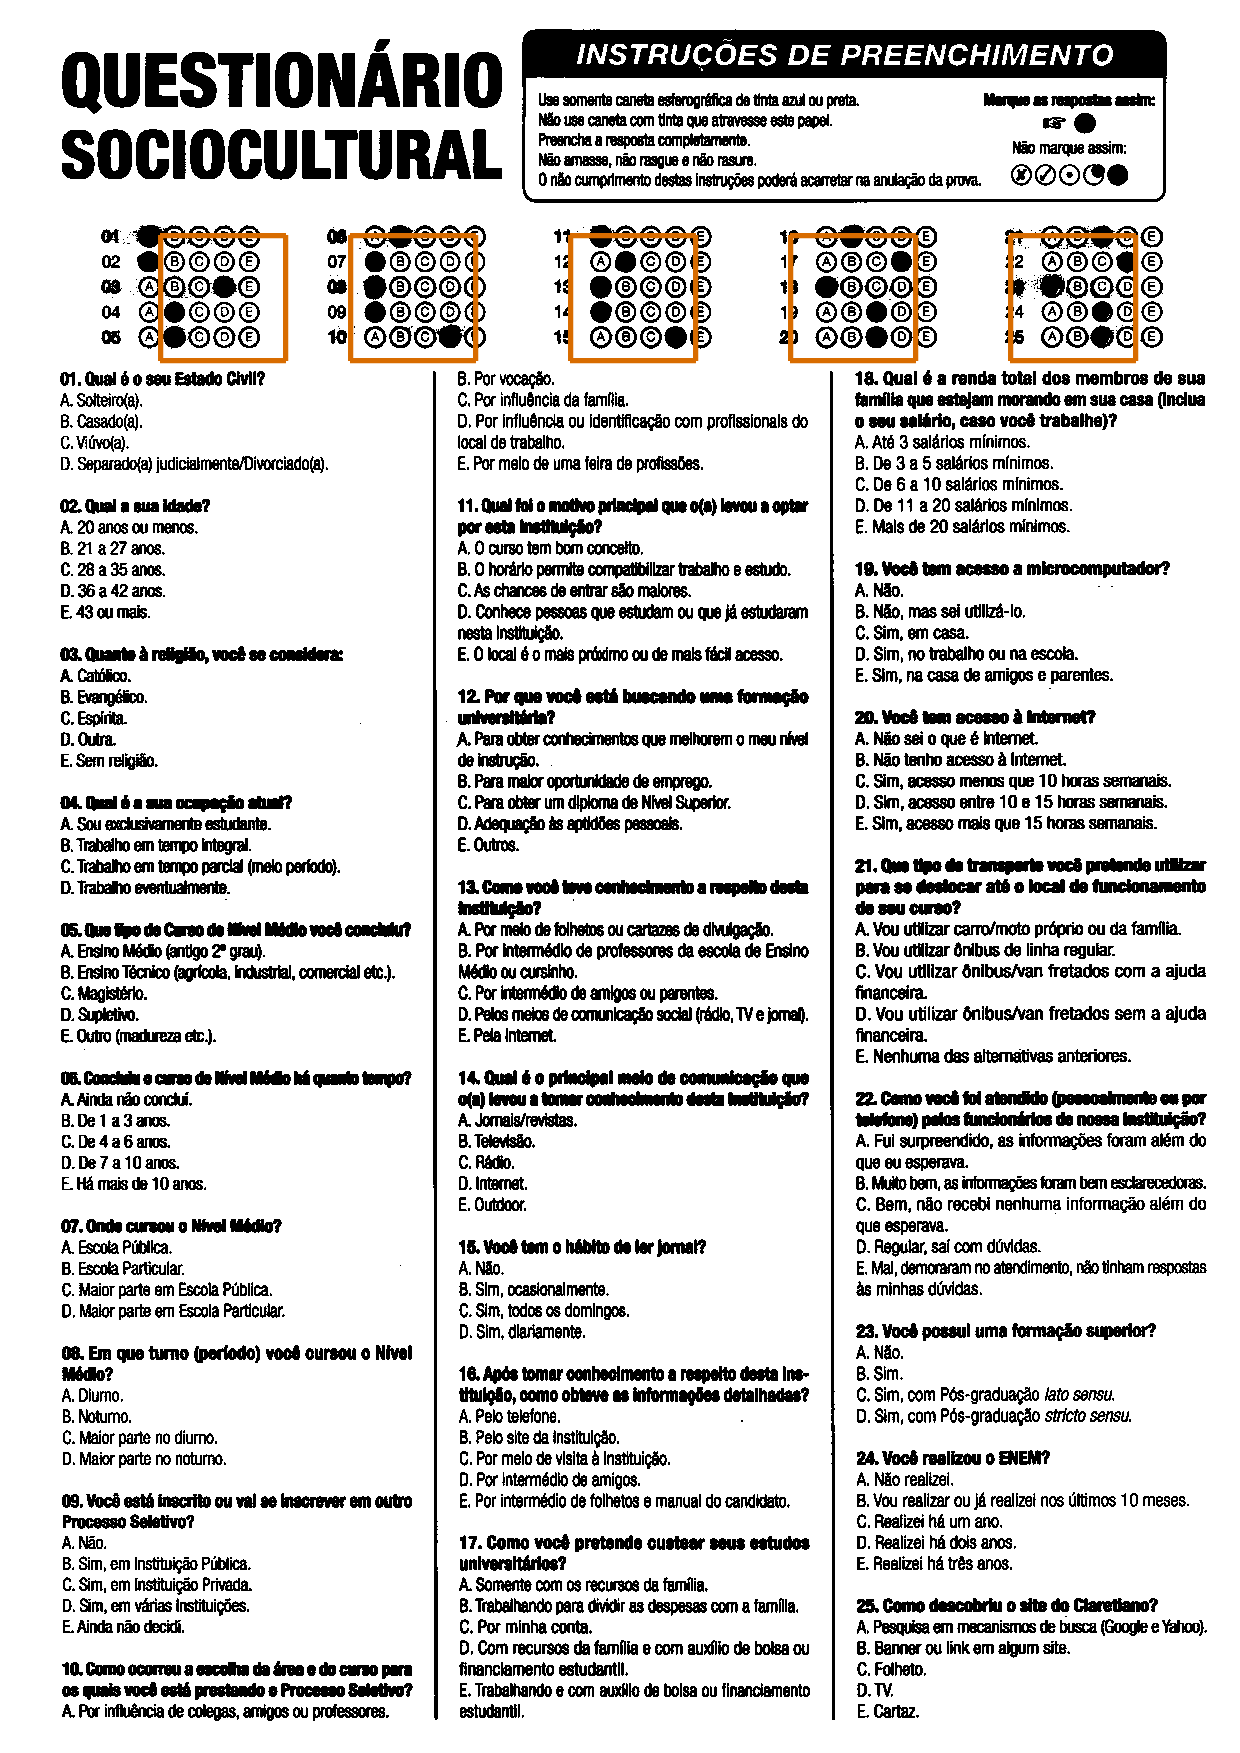 QUESTIONÁRIO
SOCIOCULTURAL
INSTRUÇÕES DE PREENCHIMENTO
Use somente caneta esferográfica de tinta azul ou preta.
Não use caneta com tinta que atravesse este papel.
Preencha a resposta completamente.
Não amasse, não rasgue e não rasure.
O não cumprimento destas instruções poderá acarretar na anulação da prova.
Marque as respostas assim:
Não marque assim:
01 B C D E
02 B C D E
03 A B C E
04 A C D E
05 A C D E
06 A C D E
07 B C D E
08 B C D E
09 B C D E
10 A B C E
11 B C D E
12 A C D E
13 B C D E
14 B C D E
15 A B C E
16 A C D E
17 A B C E
18 B C D E
19 A B D E
20 A B D E
21 A B D E
22 A B C E
23 B C D E
24 A B D E
25 A B D E
01. Qual é o seu Estado Civil?
A. Solteiro(a).
B. Casado(a).
C. Viúvo(a).
D. Separado(a) judicialmente/Divorciado(a).
02. Qual a sua idade?
A. 20 anos ou menos.
B. 21 a 27 anos.
C. 28 a 35 anos.
D. 36 a 42 anos.
E. 43 ou mais.
03. Quanto à religião, você se considera:
A. Católico.
B. Evangélico.
C. Espírita.
D. Outra.
E. Sem religião.
04. Qual é a sua ocupação atual?
A. Sou exclusivamente estudante.
B. Trabalho em tempo integral.
C. Trabalho em tempo parcial (meio período).
D. Trabalho eventualmente.
05. Que tipo de Curso de Nível Médio você concluiu?
A. Ensino Médio (antigo 2º grau).
B. Ensino Técnico (agrícola, industrial, comercial etc.).
C. Magistério.
D. Supletivo.
E. Outro (madureza etc.).
06. Concluiu o curso de Nível Médio há quanto tempo?
A. Ainda não concluí.
B. De 1 a 3 anos.
C. De 4 a 6 anos.
D. De 7 a 10 anos.
E. Há mais de 10 anos.
07. Onde cursou o Nível Médio?
A. Escola Pública.
B. Escola Particular.
C. Maior parte em Escola Pública.
D. Maior parte em Escola Particular.
08. Em que turno (período) você cursou o Nível
Médio?
A. Diurno.
B. Noturno.
C. Maior parte no diurno.
D. Maior parte no noturno.
09. Você está inscrito ou vai se inscrever em outro
Processo Seletivo?
A. Não.
B. Sim, em Instituição Pública.
C. Sim, em Instituição Privada.
D. Sim, em várias Instituições.
E. Ainda não decidi.
10. Como ocorreu a escolha da área e do curso para
os quais você está prestando o Processo Seletivo?
A. Por influência de colegas, amigos ou professores.
B. Por vocação.
C. Por influência da família.
D. Por influência ou identificação com profissionais do
local de trabalho.
E. Por meio de uma feira de profissões.
11. Qual foi o motivo principal que o(a) levou a optar
por esta Instituição?
A. O curso tem bom conceito.
B. O horário permite compatibilizar trabalho e estudo.
C. As chances de entrar são maiores.
D. Conhece pessoas que estudam ou que já estudaram
nesta Instituição.
E. O local é o mais próximo ou de mais fácil acesso.
12. Por que você está buscando uma formação
universitária?
A. Para obter conhecimentos que melhorem o meu nível
de instrução.
B. Para maior oportunidade de emprego.
C. Para obter um diploma de Nível Superior.
D. Adequação às aptidões pessoais.
E. Outros.
13. Como você teve conhecimento a respeito desta
Instituição?
A. Por meio de folhetos ou cartazes de divulgação.
B. Por intermédio de professores da escola de Ensino
Médio ou cursinho.
C. Por intermédio de amigos ou parentes.
D. Pelos meios de comunicação social (rádio, TV e jornal).
E. Pela Internet.
14. Qual é o principal meio de comunicação que
o(a) levou a tomar conhecimento desta Instituição?
A. Jornais/revistas.
B. Televisão.
C. Rádio.
D. Internet.
E. Outdoor.
15. Você tem o hábito de ler jornal?
A. Não.
B. Sim, ocasionalmente.
C. Sim, todos os domingos.
D. Sim, diariamente.
16. Após tomar conhecimento a respeito desta Ins-
tituição, como obteve as informações detalhadas?
A. Pelo telefone.
B. Pelo site da Instituição.
C. Por meio de visita à Instituição.
D. Por intermédio de amigos.
E. Por intermédio de folhetos e manual do candidato.
17. Como você pretende custear seus estudos
universitários?
A. Somente com os recursos da família.
B. Trabalhando para dividir as despesas com a família.
C. Por minha conta.
D. Com recursos da família e com auxílio de bolsa ou
financiamento estudantil.
E. Trabalhando e com auxílio de bolsa ou financiamento
estudantil.
18. Qual é a renda total dos membros de sua
família que estejam morando em sua casa (inclua
o seu salário, caso você trabalhe)?
A. Até 3 salários mínimos.
B. De 3 a 5 salários mínimos.
C. De 6 a 10 salários mínimos.
D. De 11 a 20 salários mínimos.
E. Mais de 20 salários mínimos.
19. Você tem acesso a microcomputador?
A. Não.
B. Não, mas sei utilizá-lo.
C. Sim, em casa.
D. Sim, no trabalho ou na escola.
E. Sim, na casa de amigos e parentes.
20. Você tem acesso à Internet?
A. Não sei o que é Internet.
B. Não tenho acesso à Internet.
C. Sim, acesso menos que 10 horas semanais.
D. Sim, acesso entre 10 e 15 horas semanais.
E. Sim, acesso mais que 15 horas semanais.
21. Que tipo de transporte você pretende utilizar
para se deslocar até o local de funcionamento
de seu curso?
A. Vou utilizar carro/moto próprio ou da família.
B. Vou utilizar ônibus de linha regular.
C. Vou utilizar ônibus/van fretados com a ajuda
financeira.
D. Vou utilizar ônibus/van fretados sem a ajuda
financeira.
E. Nenhuma das alternativas anteriores.
22. Como você foi atendido (pessoalmente ou por
telefone) pelos funcionários de nossa Instituição?
A. Fui surpreendido, as informações foram além do
que eu esperava.
B. Muito bem, as informações foram bem esclarecedoras.
C. Bem, não recebi nenhuma informação além do
que esperava.
D. Regular, saí com dúvidas.
E. Mal, demoraram no atendimento, não tinham respostas
às minhas dúvidas.
23. Você possui uma formação superior?
A. Não.
B. Sim.
C. Sim, com Pós-graduação lato sensu.
D. Sim, com Pós-graduação stricto sensu.
24. Você realizou o ENEM?
A. Não realizei.
B. Vou realizar ou já realizei nos últimos 10 meses.
C. Realizei há um ano.
D. Realizei há dois anos.
E. Realizei há três anos.
25. Como descobriu o site do Claretiano?
A. Pesquisa em mecanismos de busca (Google e Yahoo).
B. Banner ou link em algum site.
C. Folheto.
D. TV.
E. Cartaz.